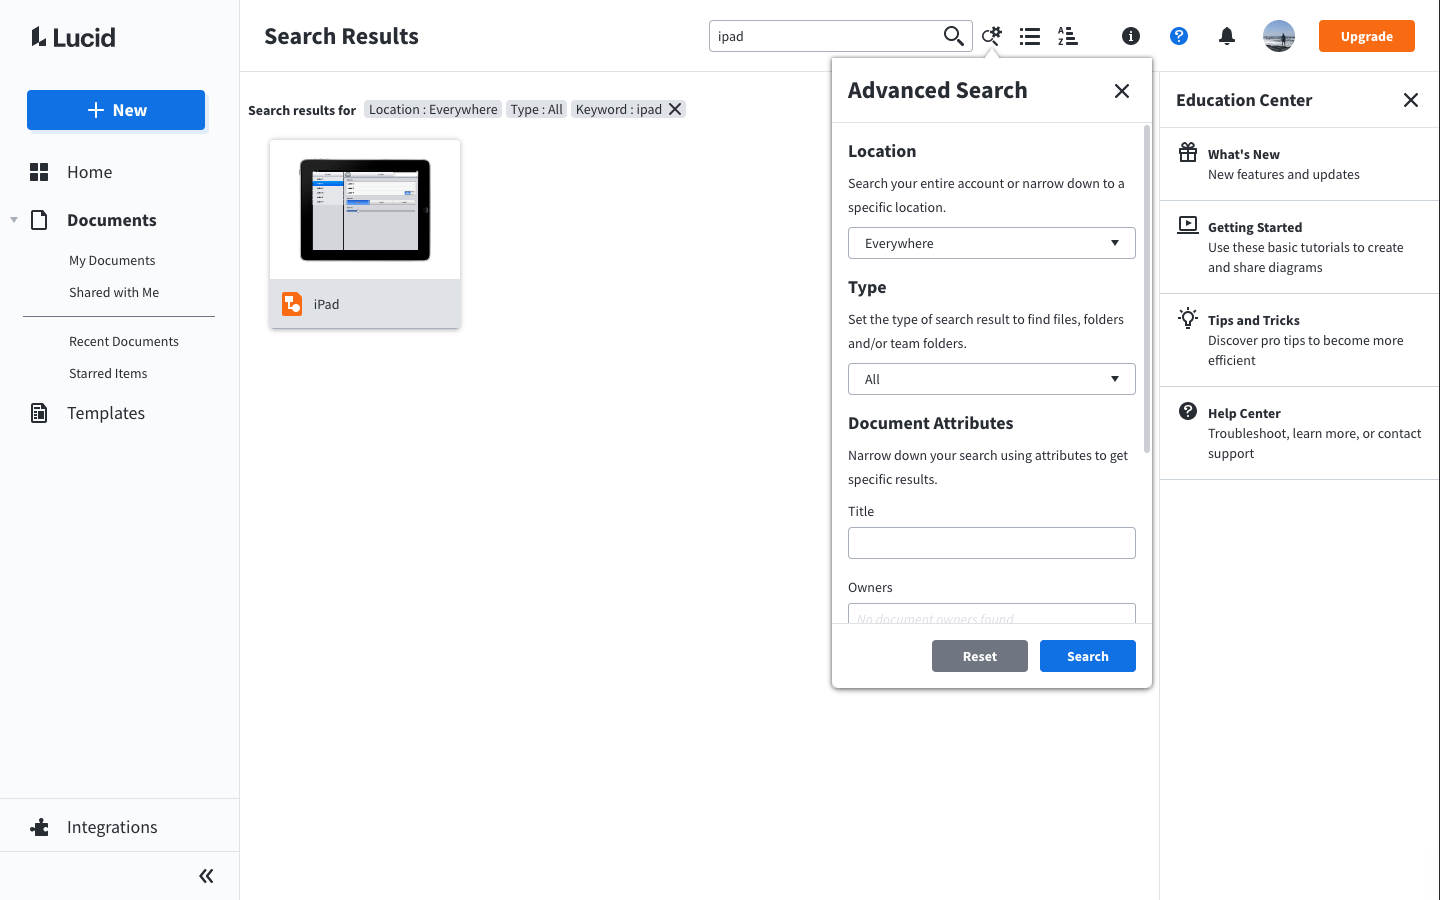 Lucid
Search Results
ipad
A
Z
Upgrade
New
Home
Documents
My Documents
Shared with Me
Recent Documents
Starred Items
Templates
Integrations
Search results for Location : Everywhere Type : All Keyword : ipad
iPad
Advanced Search
Location
Search your entire account or narrow down to a
specific location.
Everywhere
Type
Set the type of search result to find files, folders
and/or team folders.
All
Document Attributes
Narrow down your search using attributes to get
specific results.
Title
Owners
No document owners found
Reset Search
Education Center
What's New
New features and updates
Getting Started
Use these basic tutorials to create
and share diagrams
Tips and Tricks
Discover pro tips to become more
efficient
Help Center
Troubleshoot, learn more, or contact
support